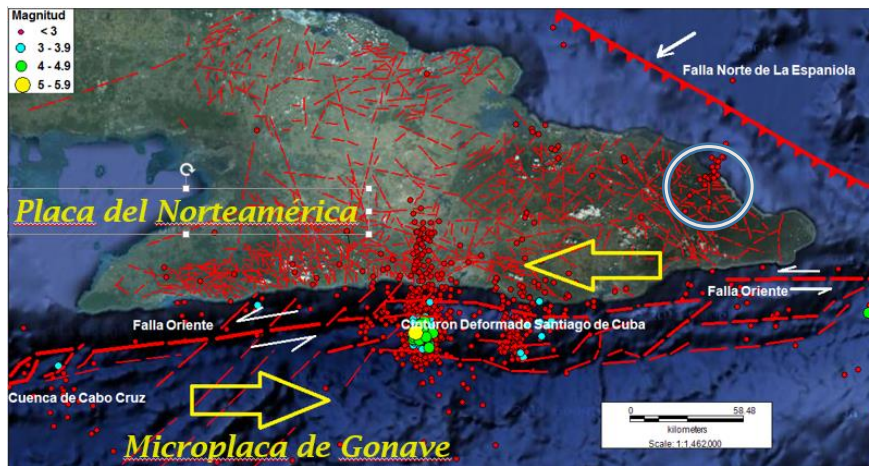 Magnitud
< 3
3 - 3.9
4 - 4.9
5 - 5.9
Falla Norte de La Espaniola
Placa del Norteamérica
Falla Oriente
Falla Oriente
Cinturon Deformado Santiago de Cuba
Cuenca de Cabo Cruz
Microplaca de Gonave
0 58.48
kilometers
Scale: 1:1,462,000